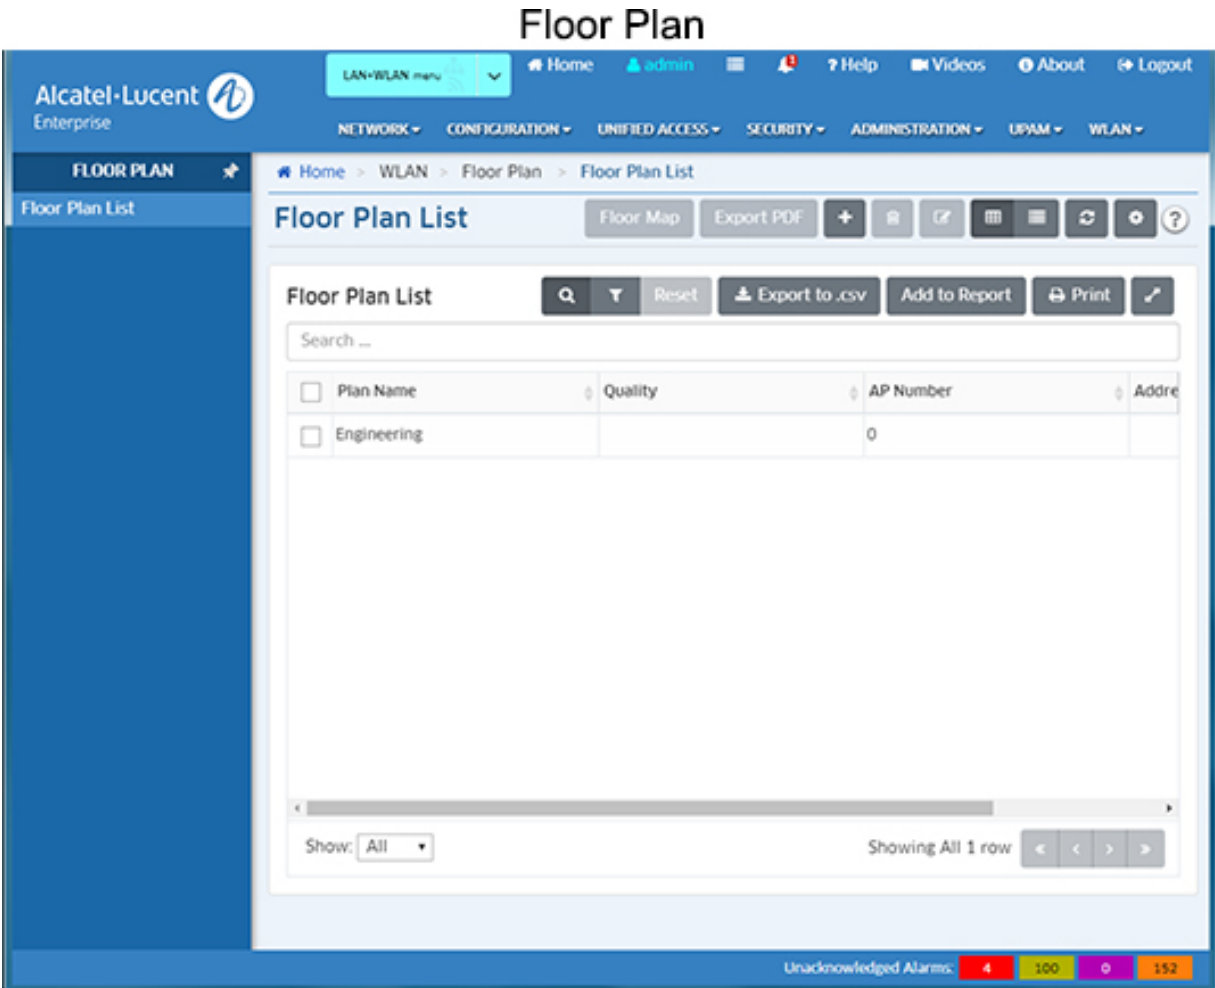 Floor Plan
LAN+WLAN menu
Home admin 1 ? Help Videos About Logout
Alcatel·Lucent
Enterprise
NETWORK CONFIGURATION UNIFIED ACCESS SECURITY ADMINISTRATION UPAM WLAN
FLOOR PLAN
Home > WLAN > Floor Plan > Floor Plan List
Floor Plan List
Floor Plan List Floor Map Export PDF + ?
Floor Plan List Reset Export to .csv Add to Report Print
Search ...
Plan Name Quality AP Number Addre
Engineering 0
Show: All Showing All 1 row « < > »
Unacknowledged Alarms: 4 100 0 152